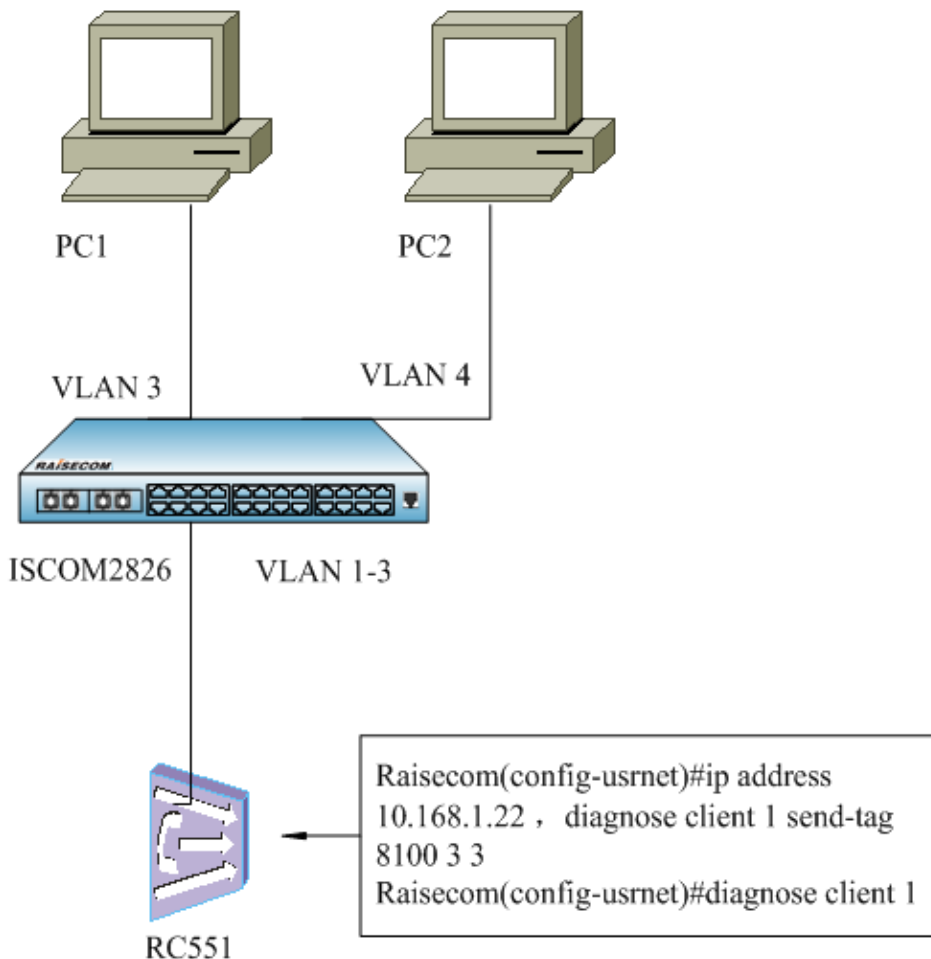 PC1
PC2
VLAN 3
VLAN 4
RAISECOM
ISCOM2826
VLAN 1-3
Raisecom(config-usrnet)#ip address
10.168.1.22 ，diagnose client 1 send-tag
8100 3 3
Raisecom(config-usrnet)#diagnose client 1
RC551